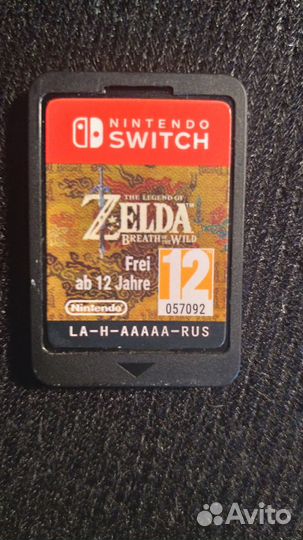 NINTENDO
SWITCH
THE LEGEND OF
ZELDA™
BREATH OF THE WILD
Frei
ab 12 Jahre
12
057092
Nintendo
LA-H-AAAAA-RUS
Avito